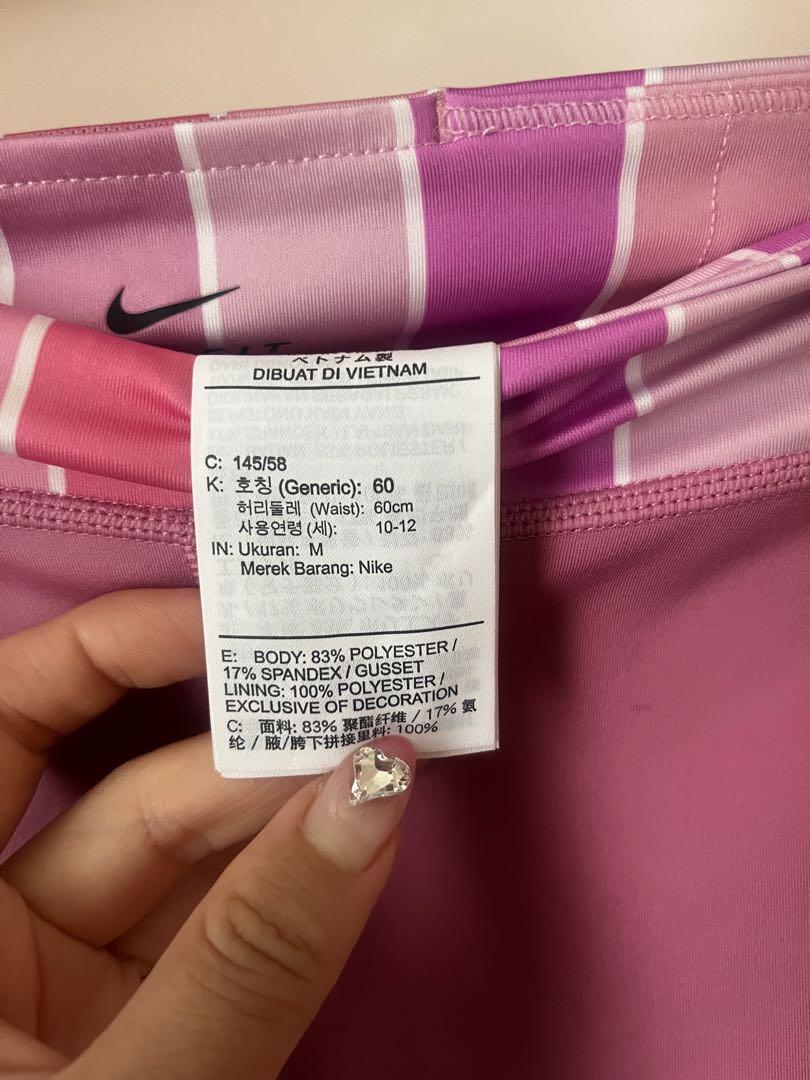 ベトナム製
DIBUAT DI VIETNAM
C: 145/58
K: 호칭 (Generic): 60
허리둘레 (Waist): 60cm
사용연령 (세): 10-12
IN: Ukuran: M
Merek Barang: Nike
E: BODY: 83% POLYESTER /
17% SPANDEX / GUSSET
LINING: 100% POLYESTER /
EXCLUSIVE OF DECORATION
C: 面料: 83% 聚酯纤维 / 17% 氨
纶 / 腋/胯下拼接里料: 100%